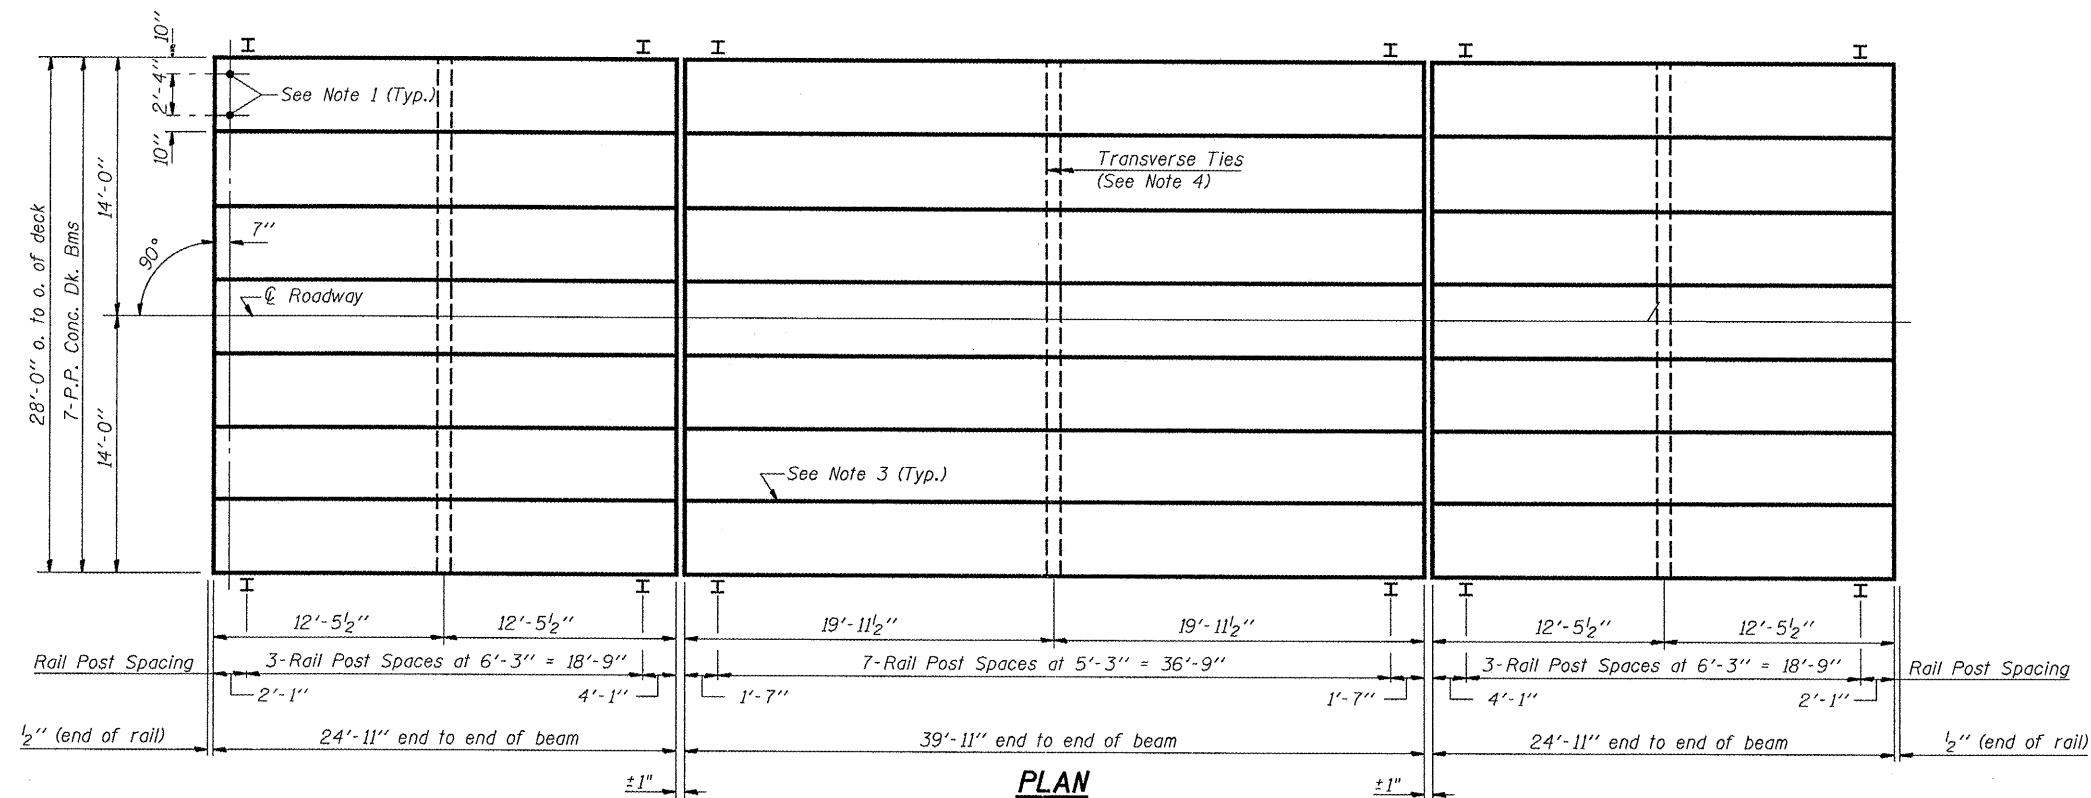 10"
2'-4"
10"
See Note 1 (Typ.)
28'-0" o. to o. of deck
7-P.P. Conc. Dk. Bms
14'-0"
14'-0"
90°
7"
℄ Roadway
Transverse Ties
(See Note 4)
See Note 3 (Typ.)
12'-5½" 12'-5½" 19'-11½" 19'-11½" 12'-5½" 12'-5½"
Rail Post Spacing 3-Rail Post Spaces at 6'-3" = 18'-9" 7-Rail Post Spaces at 5'-3" = 36'-9" 3-Rail Post Spaces at 6'-3" = 18'-9" Rail Post Spacing
2'-1" 4'-1" 1'-7" 1'-7" 4'-1" 2'-1"
½" (end of rail) 24'-11" end to end of beam 39'-11" end to end of beam 24'-11" end to end of beam ½" (end of rail)
±1" PLAN ±1"